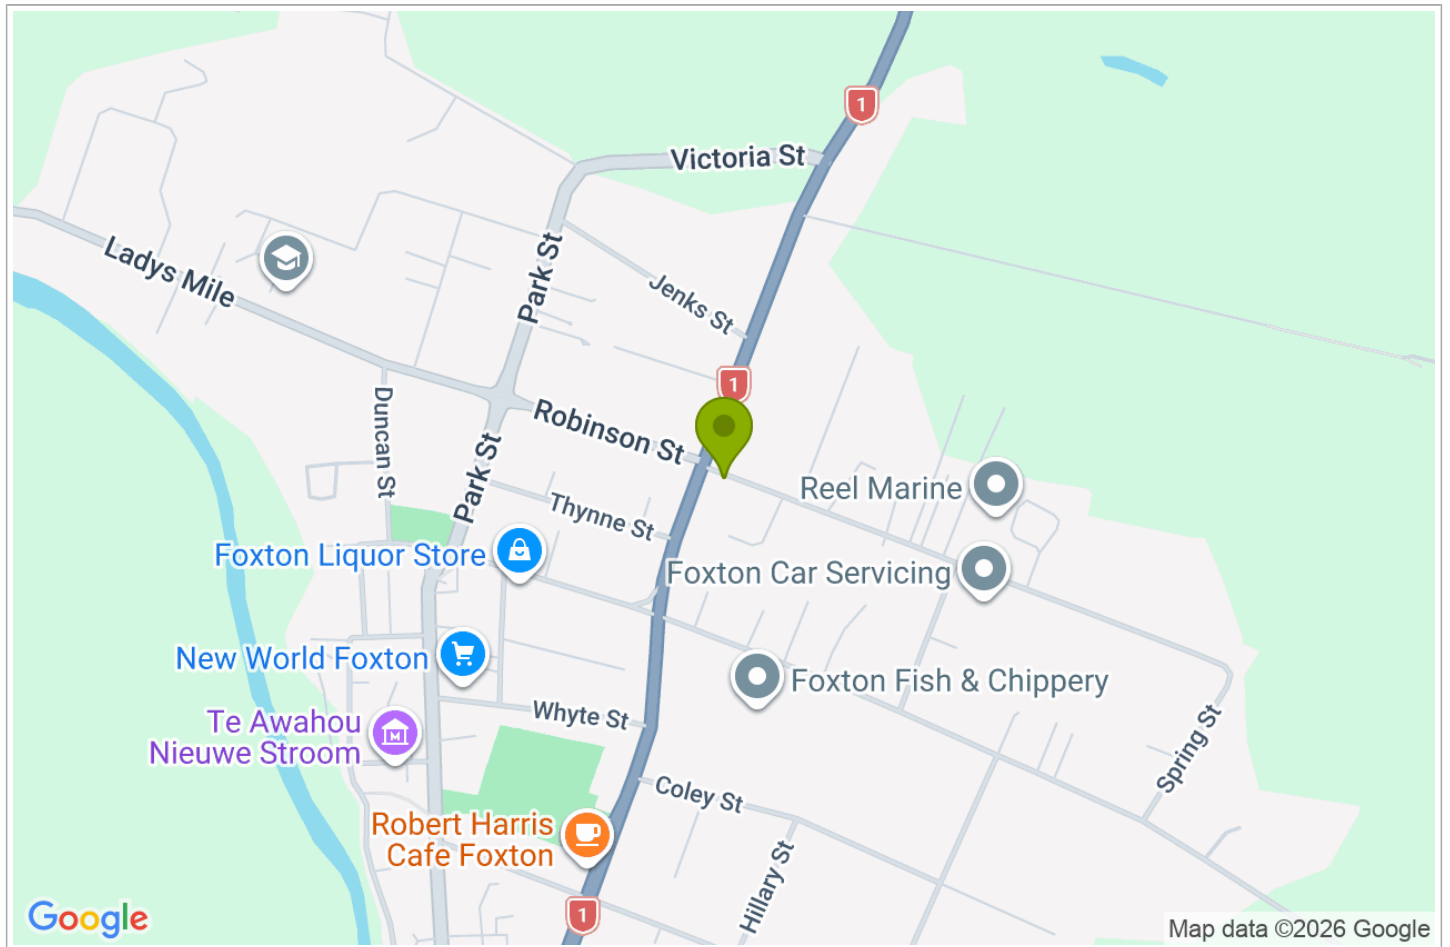 1
Victoria St
Ladys Mile
Park St
Jenks St
1
Duncan St
Robinson St
Park St
Reel Marine
Thynne St
Foxton Liquor Store
Foxton Car Servicing
New World Foxton
Foxton Fish & Chippery
Te Awahou
Nieuwe Stroom
M
Whyte St
Spring St
Coley St
Robert Harris
Cafe Foxton
Hillary St
1
Google
Map data ©2026 Google